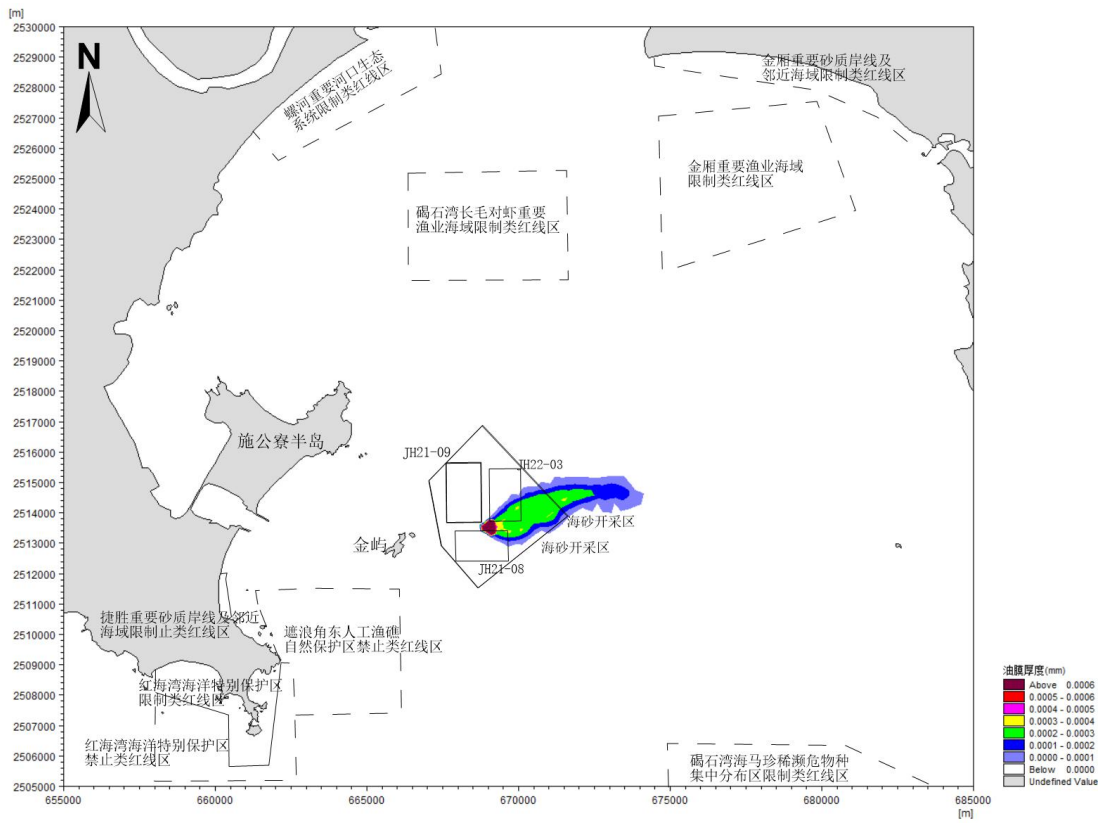 [m]
2530000
2529000
2528000
2527000
2526000
2525000
2524000
2523000
2522000
2521000
2520000
2519000
2518000
2517000
2516000
2515000
2514000
2513000
2512000
2511000
2510000
2509000
2508000
2507000
2506000
2505000
N
螺河重要河口生态
系统限制类红线区
金厢重要砂质岸线及
邻近海域限制类红线区
金厢重要渔业海域
限制类红线区
碣石湾长毛对虾重要
渔业海域限制类红线区
施公寮半岛
JH21-09
JH22-03
海砂开采区
海砂开采区
金屿
JH21-08
捷胜重要砂质岸线及邻近
海域限制止类红线区
遮浪角东人工渔礁
自然保护区禁止类红线区
红海湾海洋特别保护区
限制类红线区
红海湾海洋特别保护区
禁止类红线区
碣石湾海马珍稀濒危物种
集中分布区限制类红线区
655000 660000 665000 670000 675000 680000 685000
[m]
油膜厚度(mm)
Above 0.0006
0.0005 - 0.0006
0.0004 - 0.0005
0.0003 - 0.0004
0.0002 - 0.0003
0.0001 - 0.0002
0.0000 - 0.0001
Below 0.0000
Undefined Value